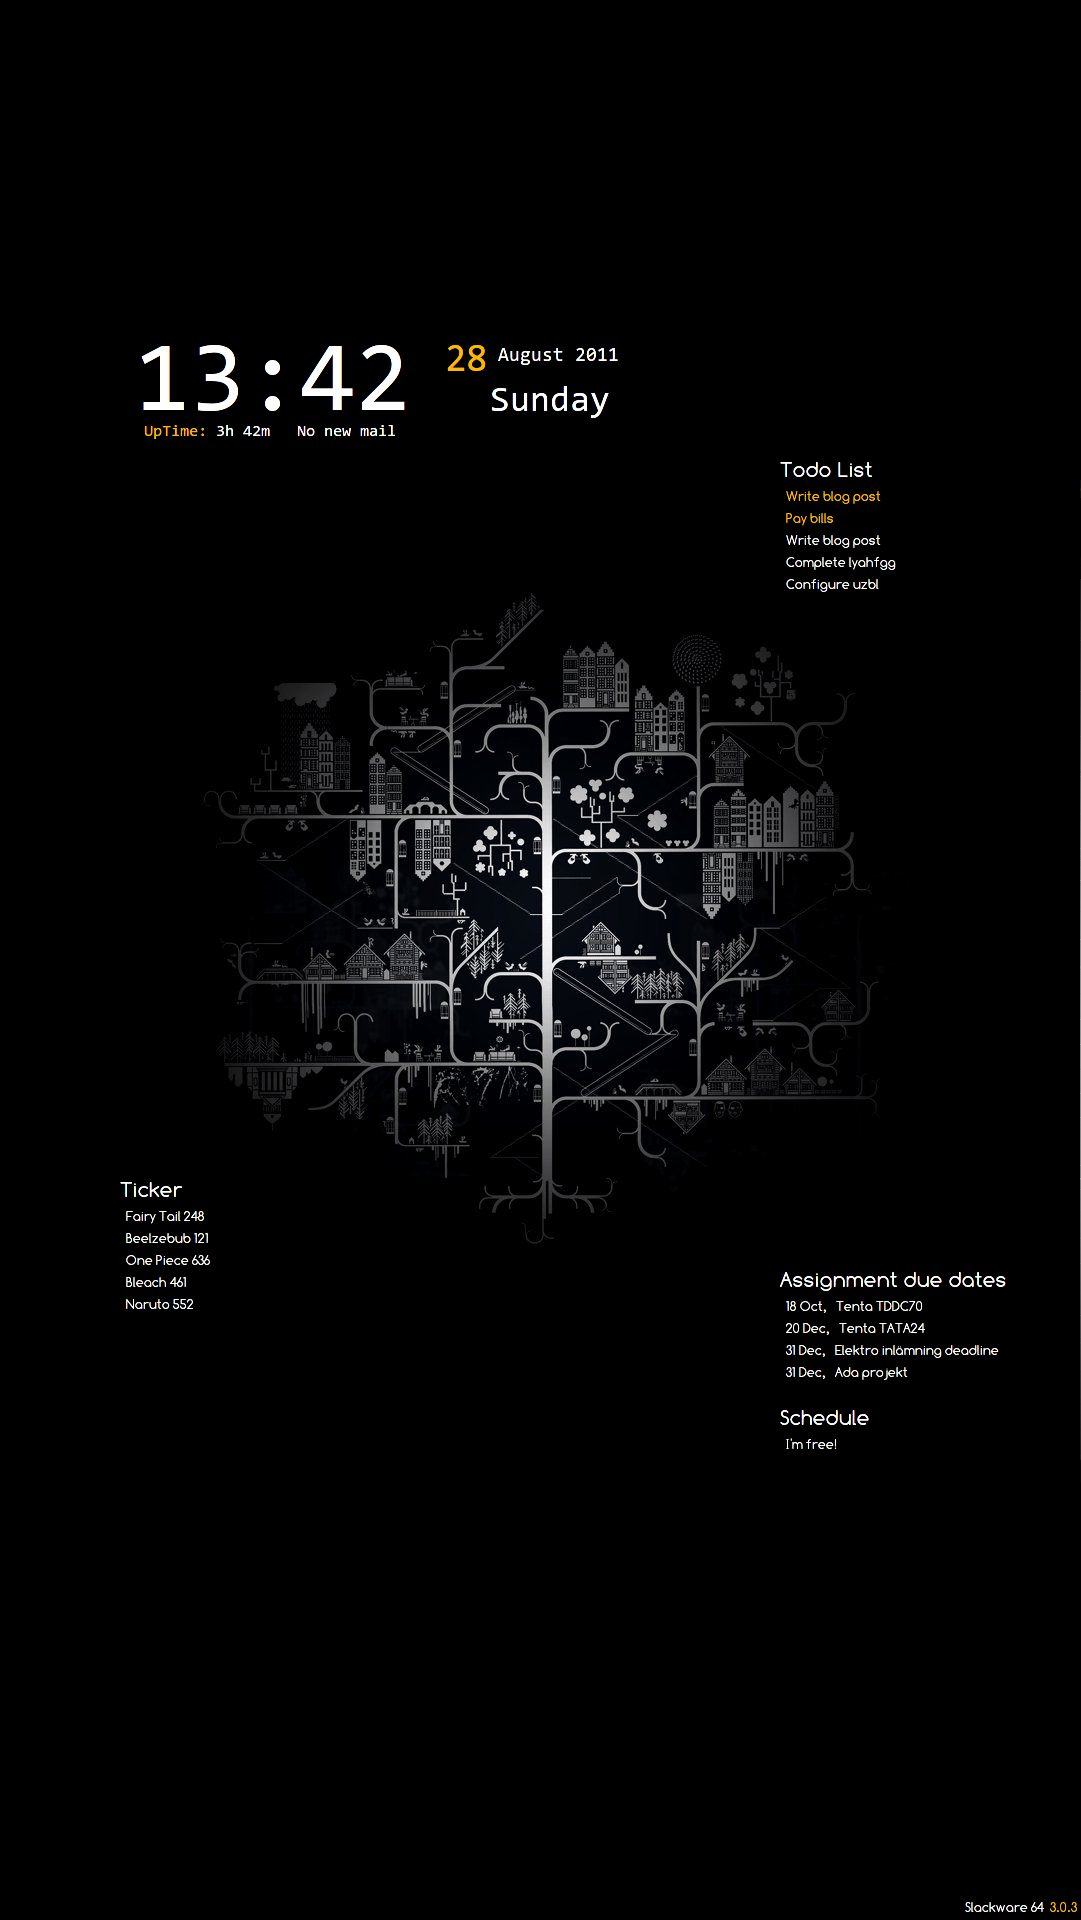 13:42
28 August 2011
Sunday
UpTime: 3h 42m No new mail
Todo List
Write blog post
Pay bills
Write blog post
Complete lyahfgg
Configure uzbl
Ticker
Fairy Tail 248
Beelzebub 121
One Piece 636
Bleach 461
Naruto 552
Assignment due dates
18 Oct, Tenta TDDC70
20 Dec, Tenta TATA24
31 Dec, Elektro inlämning deadline
31 Dec, Ada projekt
Schedule
I'm free!
Slackware 64 3.0.3